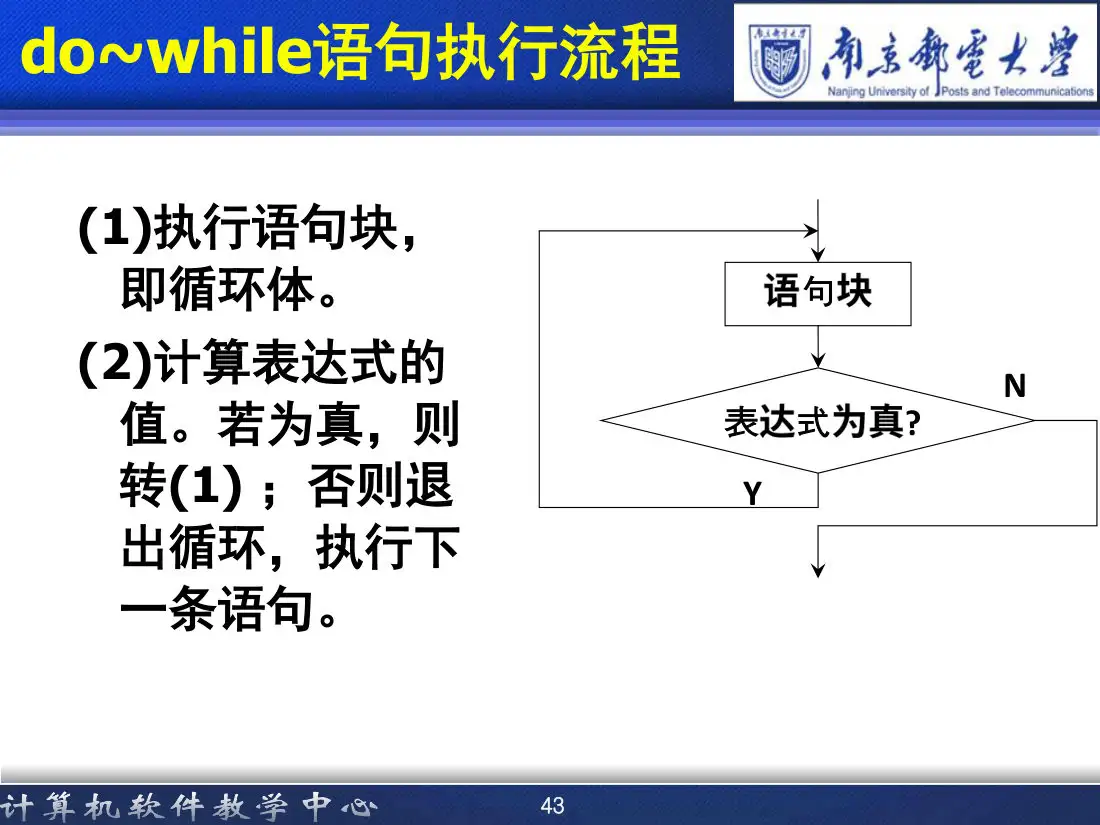 do~while语句执行流程
南京邮電大学
Nanjing University of Posts and Telecommunications
(1)执行语句块，
即循环体。
(2)计算表达式的
值。若为真，则
转(1) ；否则退
出循环，执行下
一条语句。
语句块
表达式为真?
N
Y
计算机软件教学中心
43